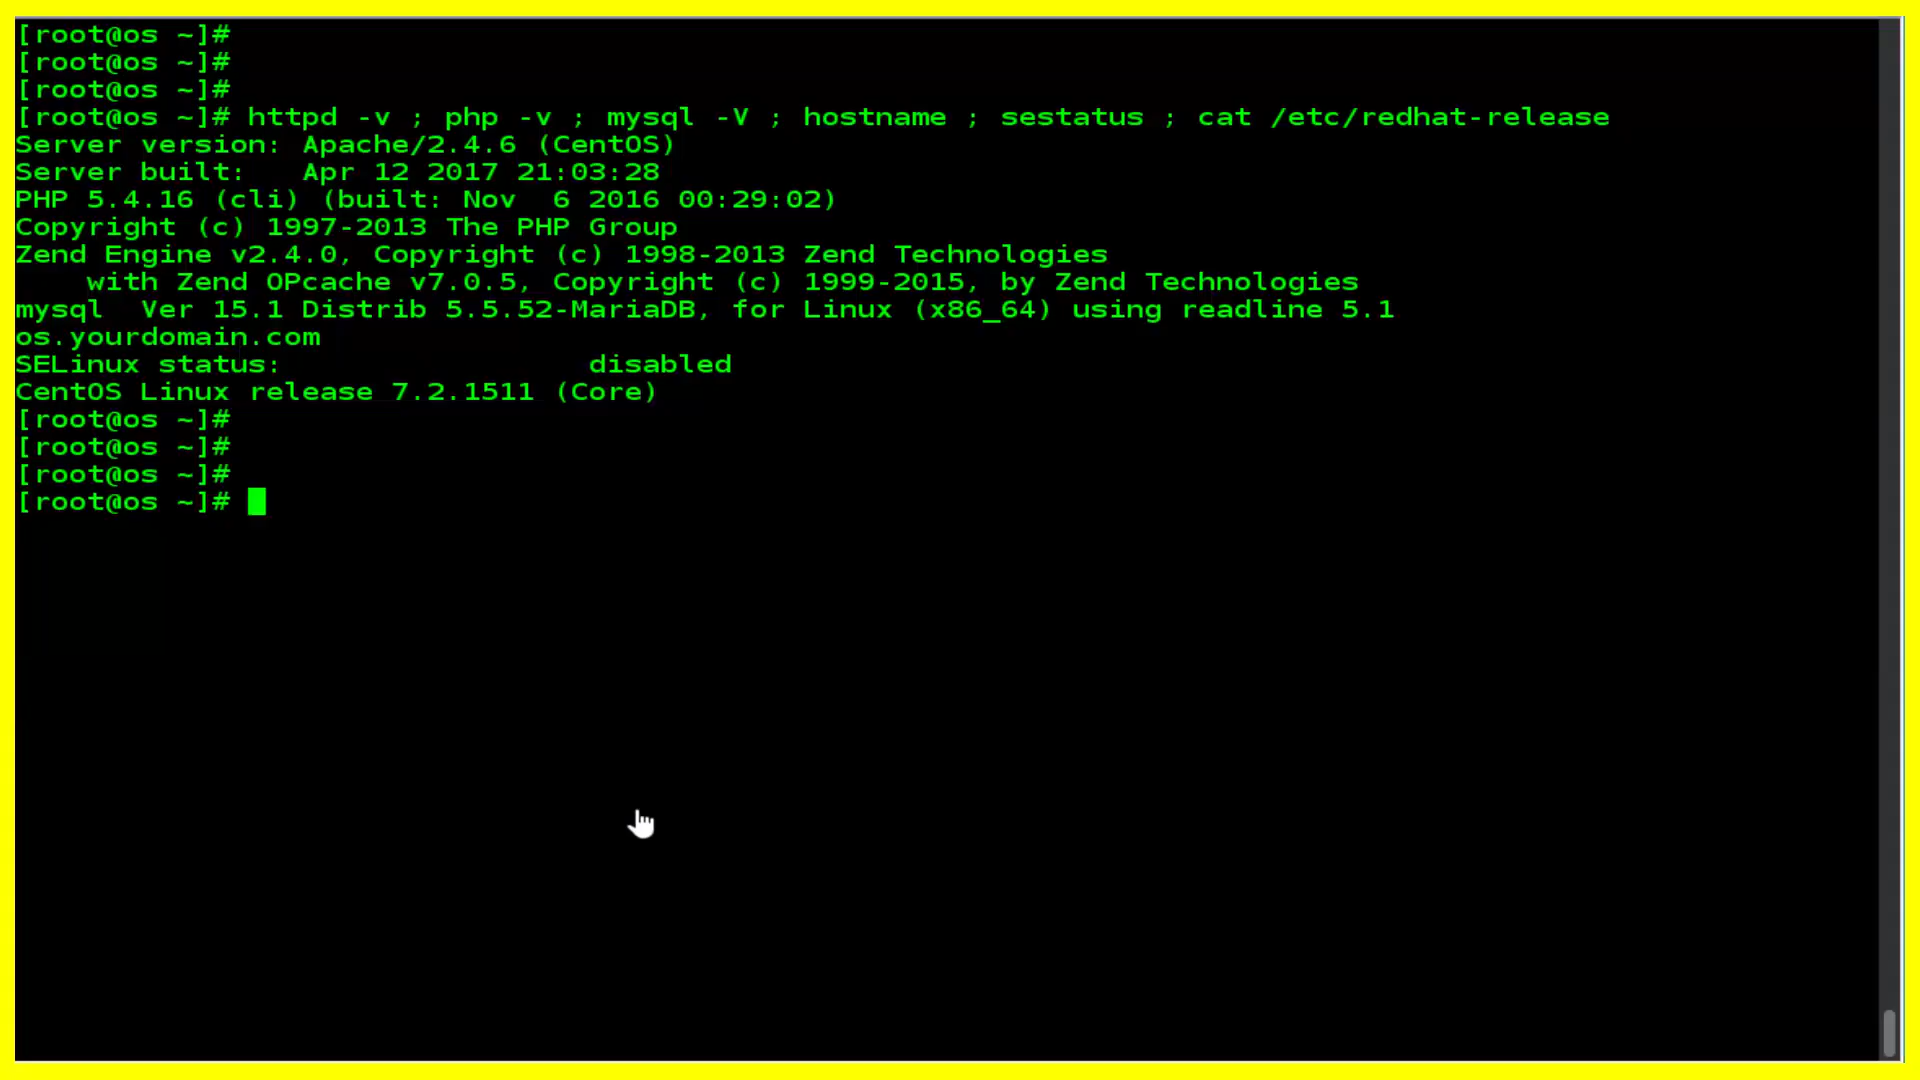 [root@os ~]#
[root@os ~]#
[root@os ~]#
[root@os ~]# httpd -v ; php -v ; mysql -V ; hostname ; sestatus ; cat /etc/redhat-release
Server version: Apache/2.4.6 (CentOS)
Server built:   Apr 12 2017 21:03:28
PHP 5.4.16 (cli) (built: Nov  6 2016 00:29:02)
Copyright (c) 1997-2013 The PHP Group
Zend Engine v2.4.0, Copyright (c) 1998-2013 Zend Technologies
    with Zend OPcache v7.0.5, Copyright (c) 1999-2015, by Zend Technologies
mysql  Ver 15.1 Distrib 5.5.52-MariaDB, for Linux (x86_64) using readline 5.1
os.yourdomain.com
SELinux status:                 disabled
CentOS Linux release 7.2.1511 (Core)
[root@os ~]#
[root@os ~]#
[root@os ~]#
[root@os ~]#